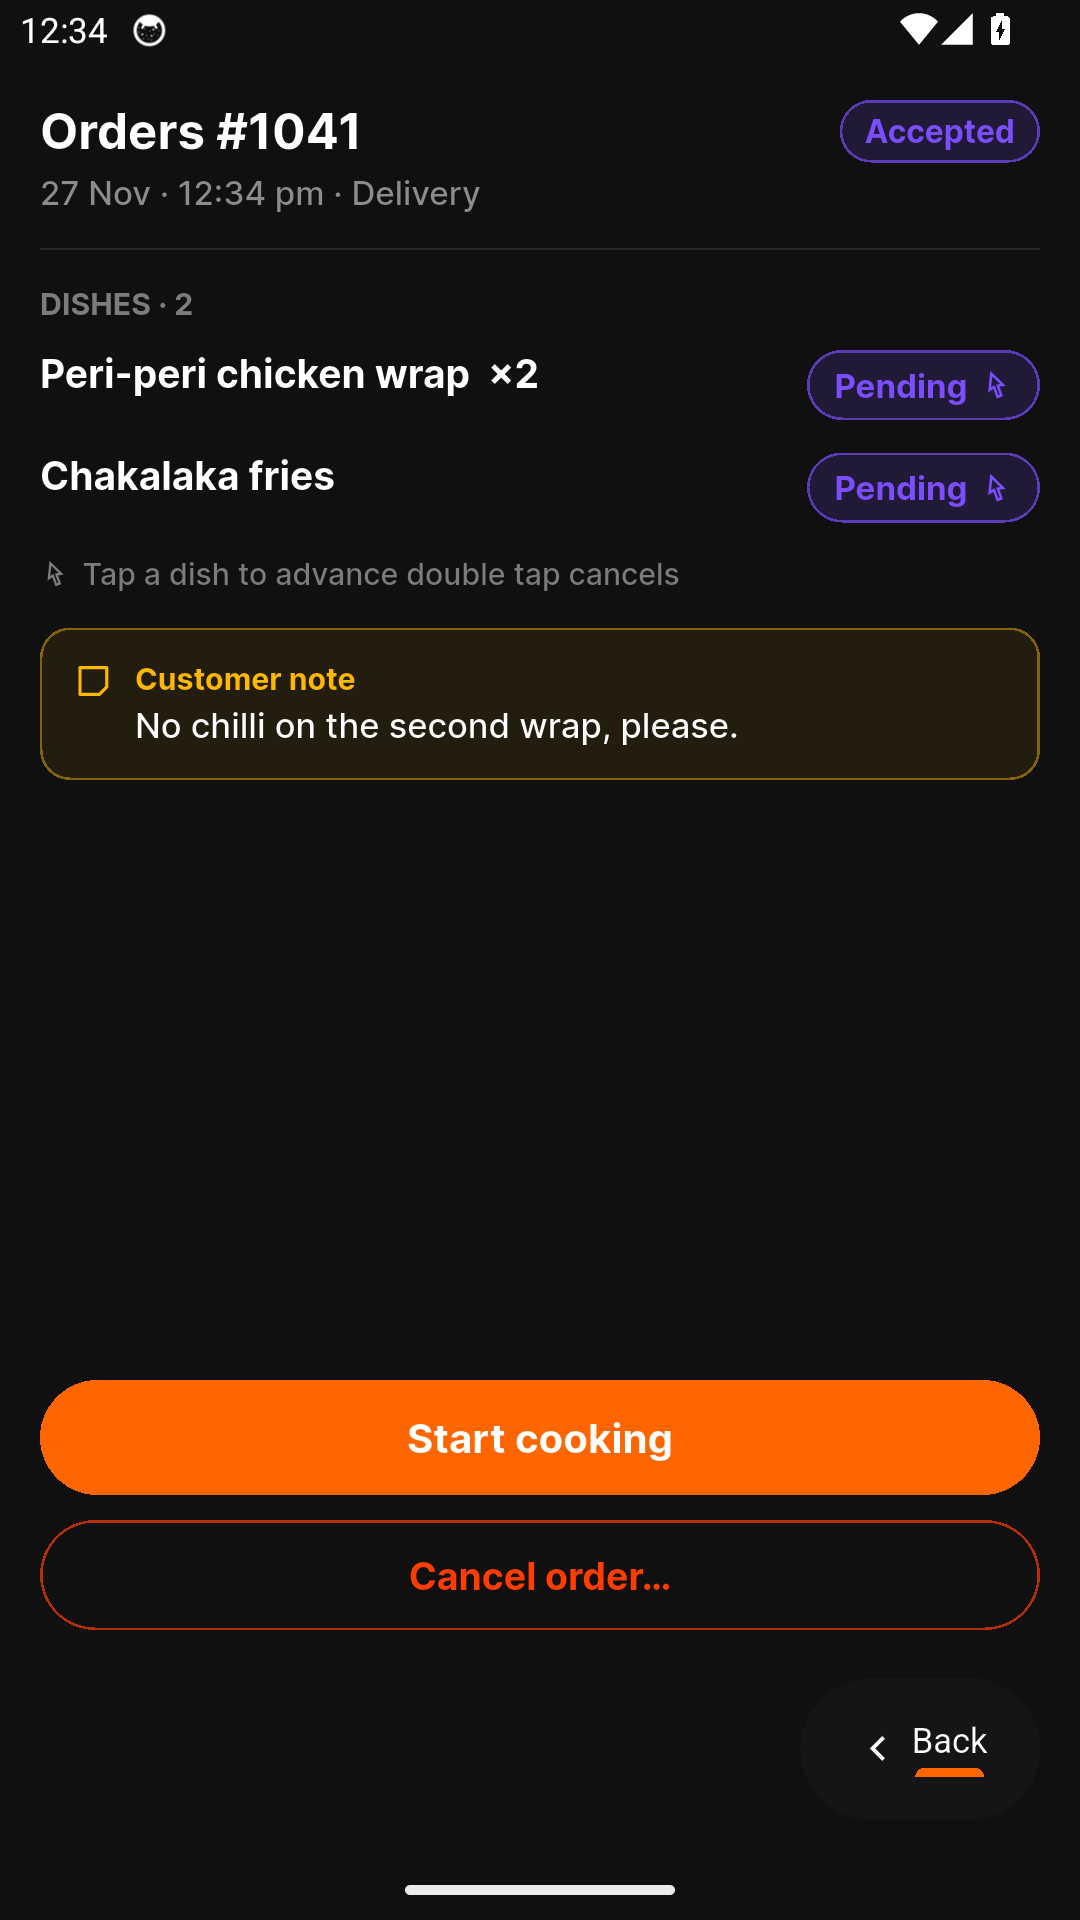 12:34
Orders #1041
Accepted
27 Nov · 12:34 pm · Delivery
DISHES · 2
Peri-peri chicken wrap ×2
Pending
Chakalaka fries
Pending
Tap a dish to advance double tap cancels
Customer note
No chilli on the second wrap, please.
Start cooking
Cancel order...
Back